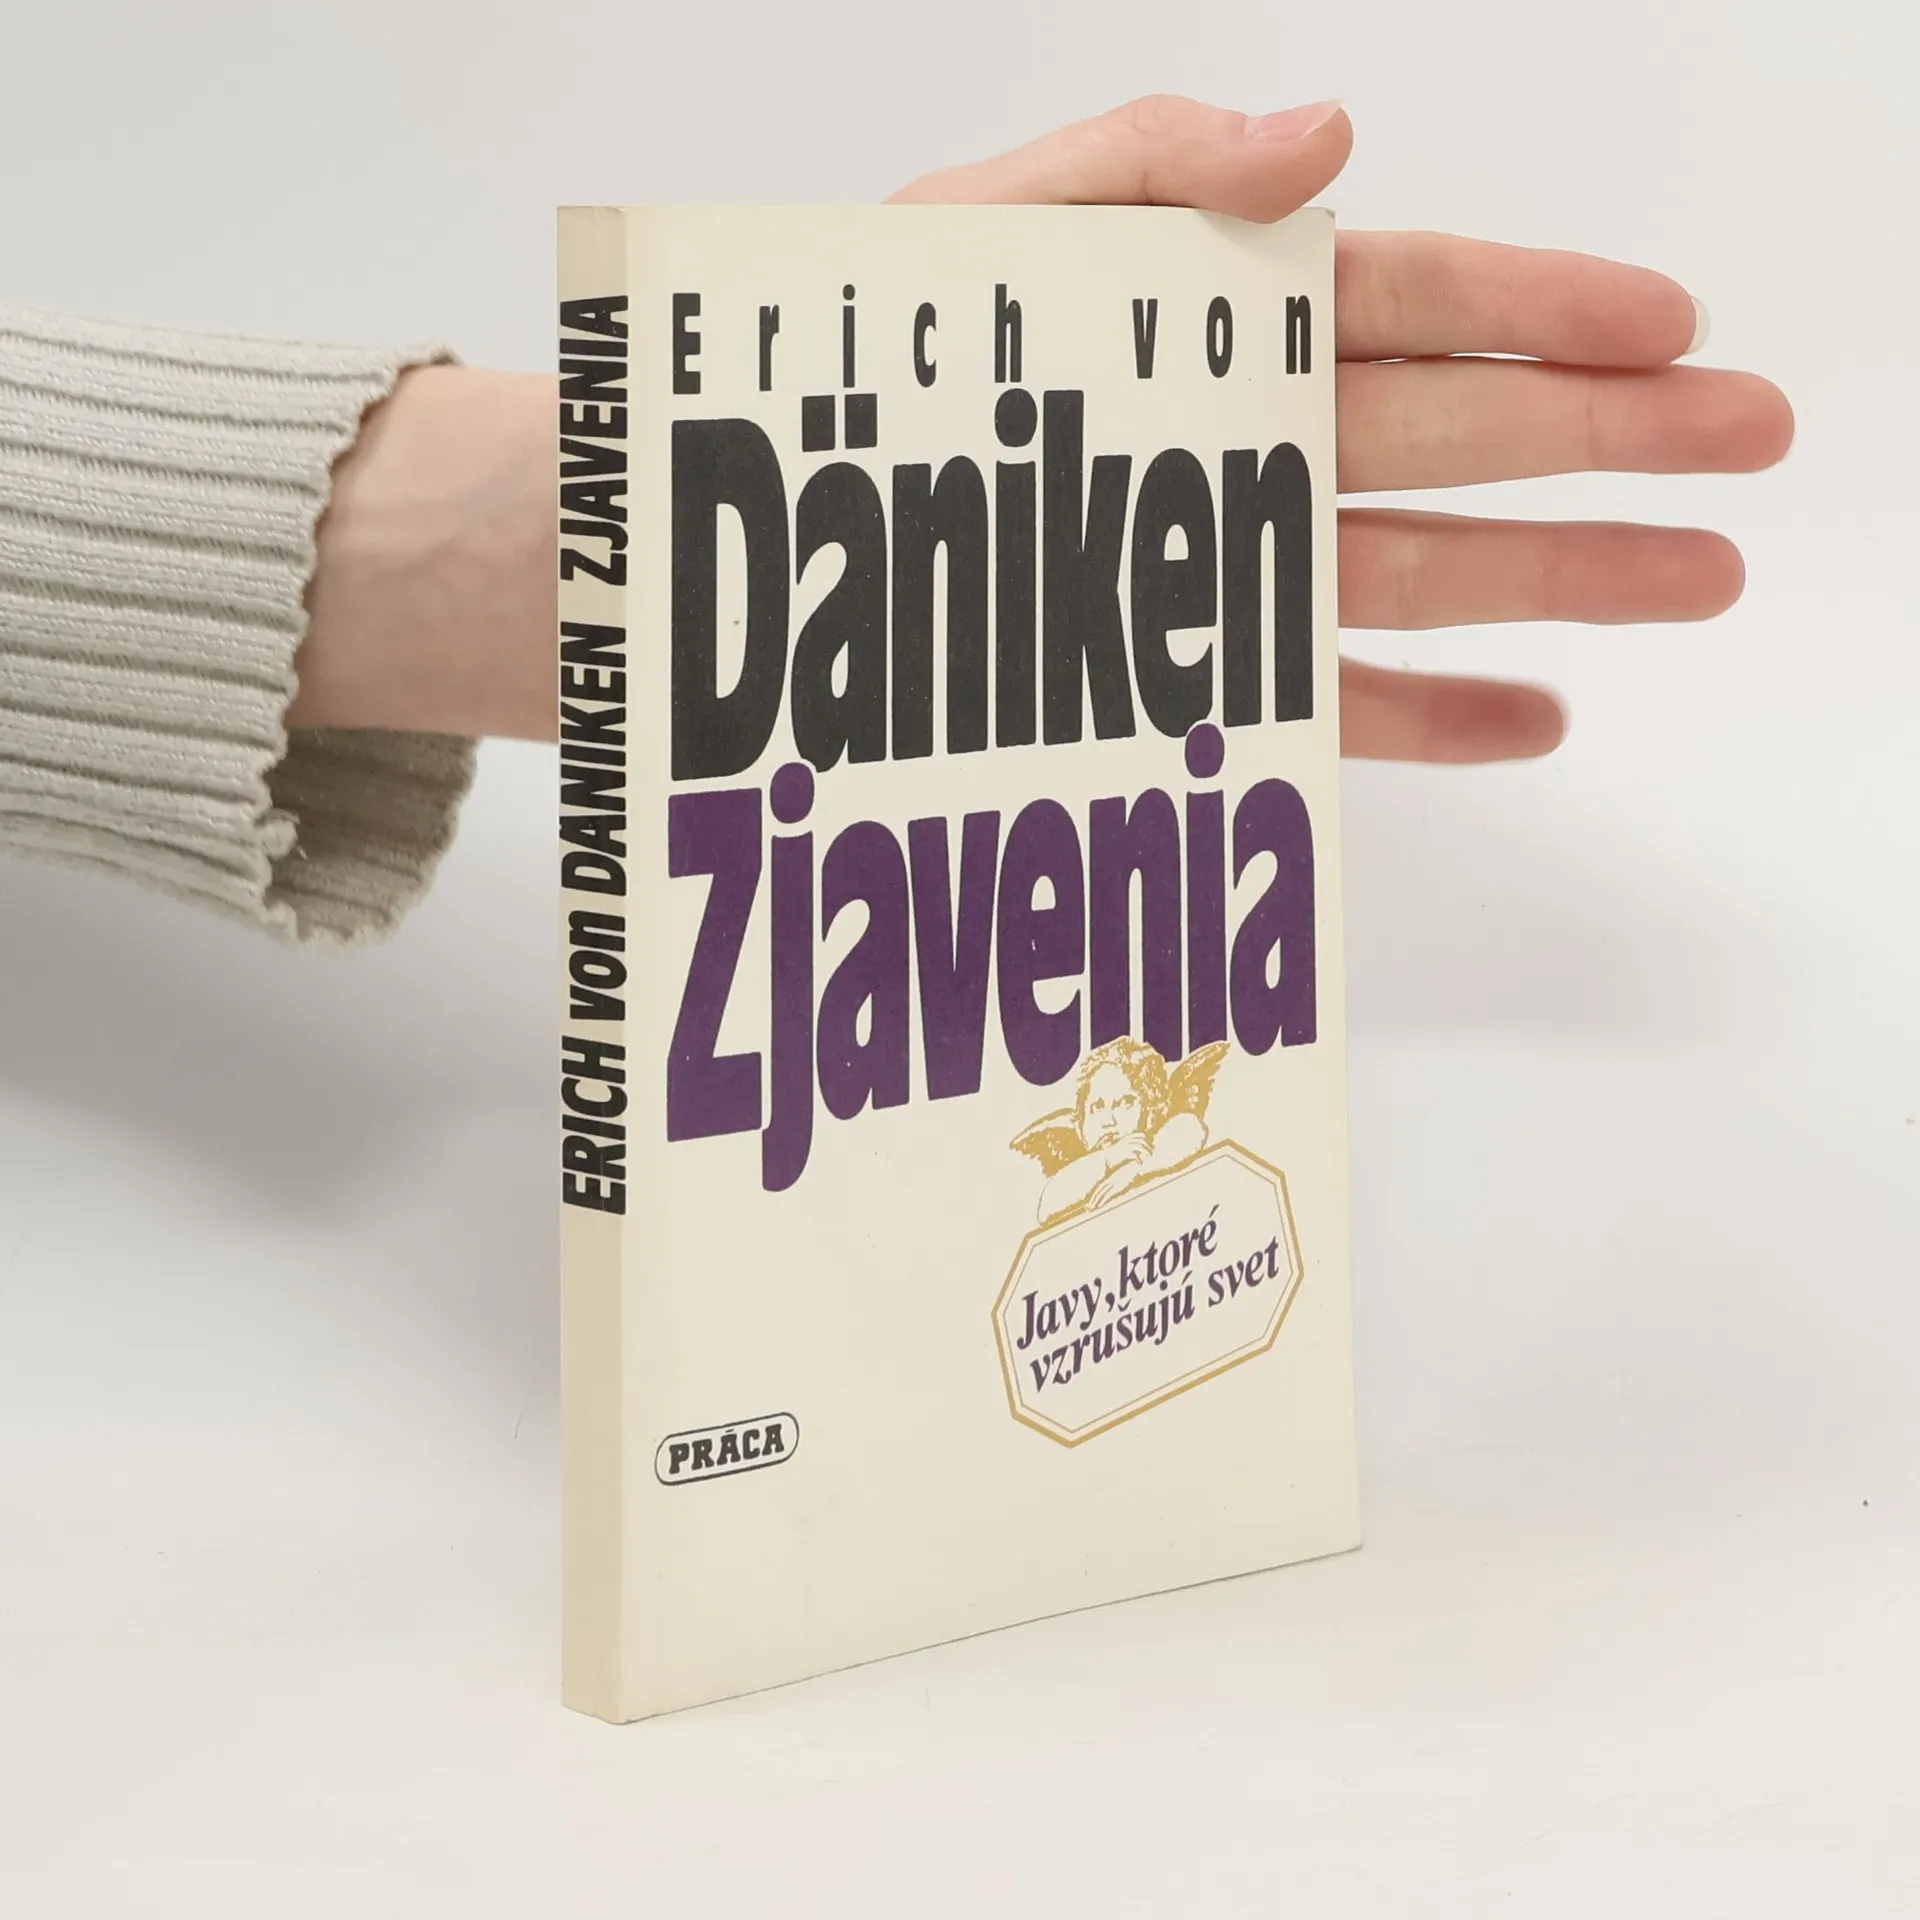 ERICH von DÄNIKEN ZJAVENIA
Erich von
Däniken
Zjavenia
Javy, ktoré
vzrušujú svet
PRÁCA